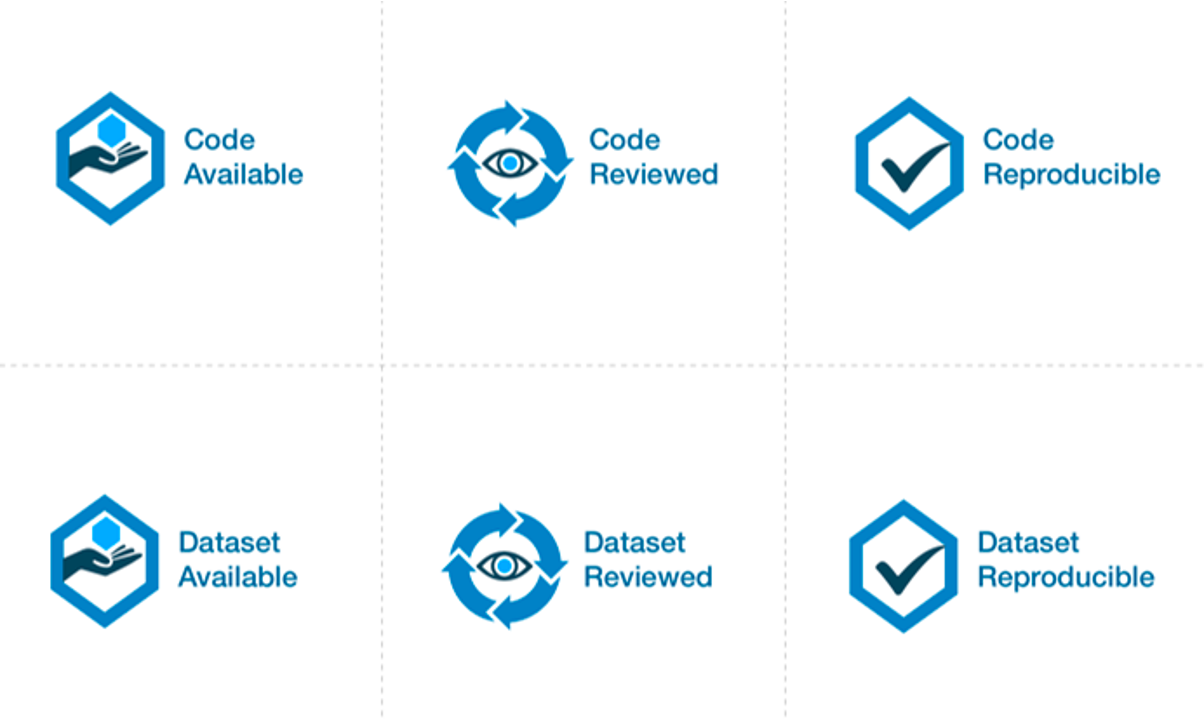 Code
Available
Code
Reviewed
Code
Reproducible
Dataset
Available
Dataset
Reviewed
Dataset
Reproducible